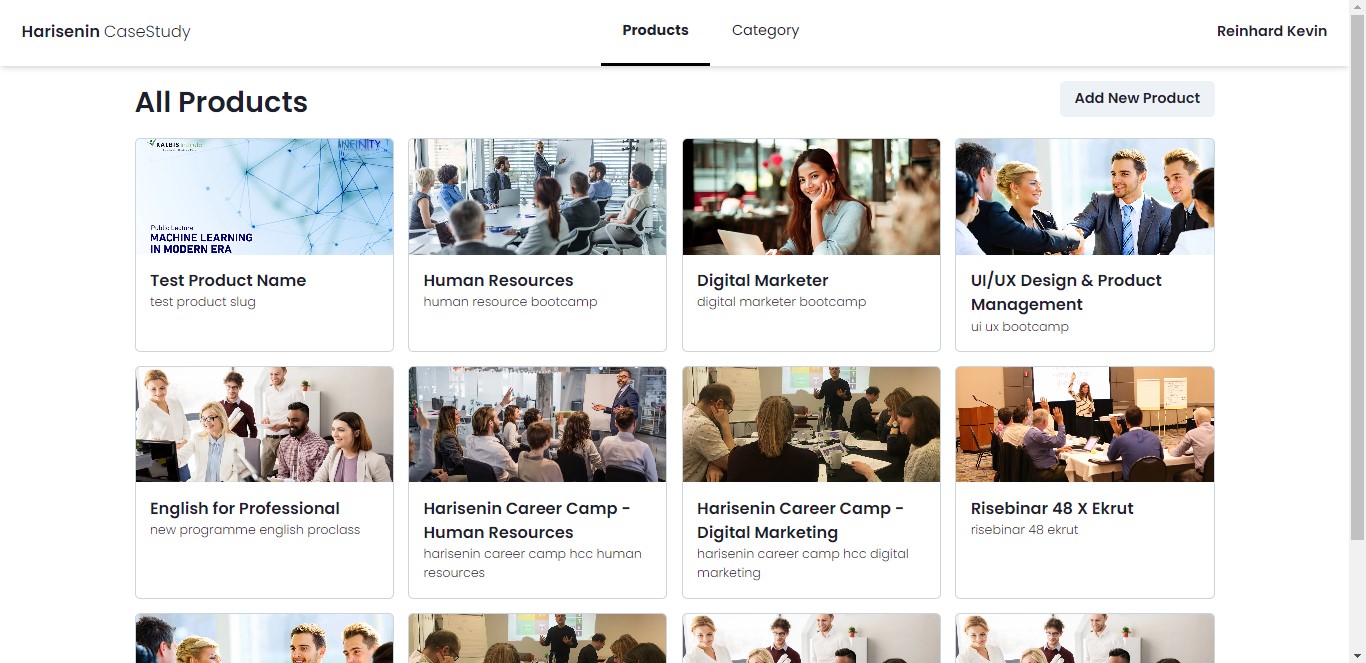 Harisenin CaseStudy
Products
Category
Reinhard Kevin
All Products
Add New Product
KALBIS
INFINITY
Public Lecture
MACHINE LEARNING
IN MODERN ERA
Test Product Name
test product slug
Human Resources
human resource bootcamp
Digital Marketer
digital marketer bootcamp
UI/UX Design & Product
Management
ui ux bootcamp
English for Professional
new programme english proclass
Harisenin Career Camp -
Human Resources
harisenin career camp hcc human
resources
Harisenin Career Camp -
Digital Marketing
harisenin career camp hcc digital
marketing
Risebinar 48 X Ekrut
risebinar 48 ekrut